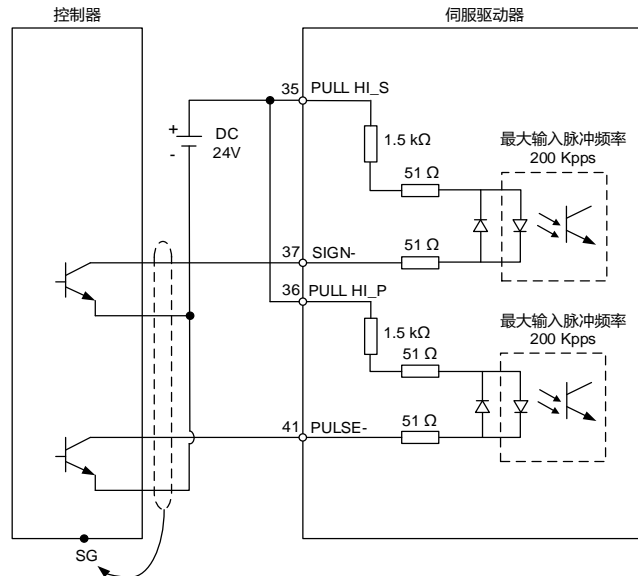 控制器
伺服驱动器
35 PULL HI_S
+
DC
24V
-
1.5 kΩ
51 Ω
最大输入脉冲频率
200 Kpps
37 SIGN-
51 Ω
36 PULL HI_P
1.5 kΩ
51 Ω
最大输入脉冲频率
200 Kpps
41 PULSE-
51 Ω
SG